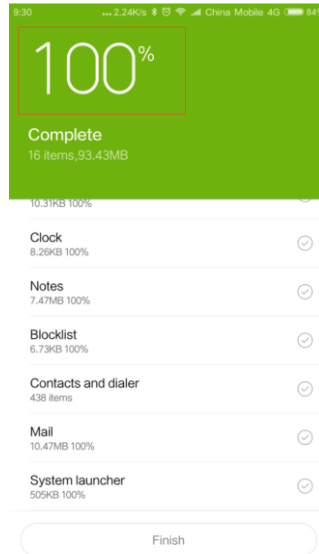 9:30 ... 2.24K/s China Mobile 4G 84%
100%
Complete
16 items,93.43MB
10.31KB 100%
Clock
8.26KB 100%
Notes
7.47MB 100%
Blocklist
6.73KB 100%
Contacts and dialer
438 items
Mail
10.47MB 100%
System launcher
505KB 100%
Finish